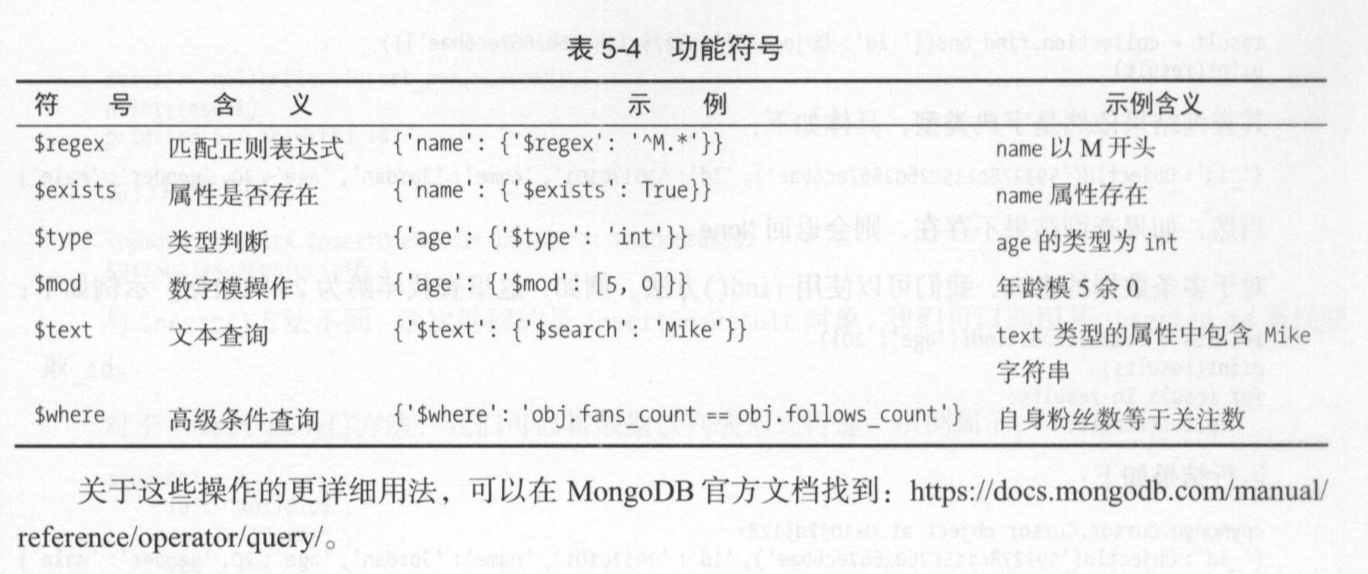 表 5-4 功能符号
符 号 含 义 示 例 示例含义
$regex 匹配正则表达式 {'name': {'$regex': '^M.*'}} name 以 M 开头
$exists 属性是否存在 {'name': {'$exists': True}} name 属性存在
$type 类型判断 {'age': {'$type': 'int'}} age 的类型为 int
$mod 数字模操作 {'age': {'$mod': [5, 0]}} 年龄模 5 余 0
$text 文本查询 {'$text': {'$search': 'Mike'}} text 类型的属性中包含 Mike
字符串
$where 高级条件查询 {'$where': 'obj.fans_count == obj.follows_count'} 自身粉丝数等于关注数
关于这些操作的更详细用法，可以在 MongoDB 官方文档找到：https://docs.mongodb.com/manual/
reference/operator/query/。